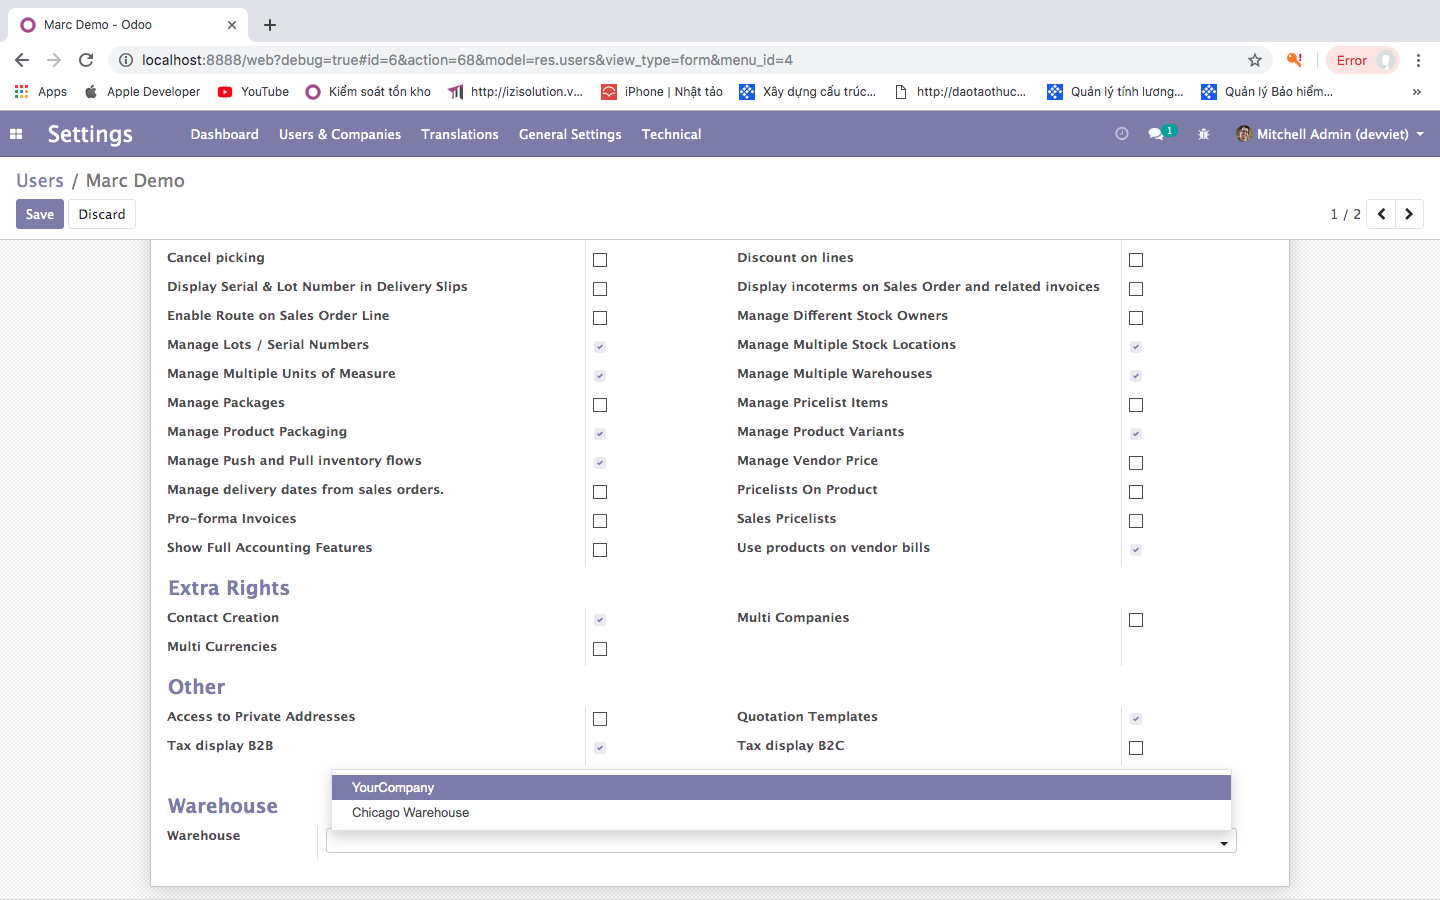 Marc Demo - Odoo
localhost:8888/web?debug=true#id=6&action=68&model=res.users&view_type=form&menu_id=4
Error
Apps
Apple Developer
YouTube
Kiểm soát tồn kho
http://izisolution.v...
iPhone | Nhật tảo
Xây dựng cấu trúc...
http://daotaothuc...
Quản lý tính lương...
Quản lý Bảo hiểm...
»
Settings
Dashboard
Users & Companies
Translations
General Settings
Technical
1
Mitchell Admin (devviet)
Users / Marc Demo
Save
Discard
1 / 2
Cancel picking
Discount on lines
Display Serial & Lot Number in Delivery Slips
Display incoterms on Sales Order and related invoices
Enable Route on Sales Order Line
Manage Different Stock Owners
Manage Lots / Serial Numbers
Manage Multiple Stock Locations
Manage Multiple Units of Measure
Manage Multiple Warehouses
Manage Packages
Manage Pricelist Items
Manage Product Packaging
Manage Product Variants
Manage Push and Pull inventory flows
Manage Vendor Price
Manage delivery dates from sales orders.
Pricelists On Product
Pro-forma Invoices
Sales Pricelists
Show Full Accounting Features
Use products on vendor bills
Extra Rights
Contact Creation
Multi Companies
Multi Currencies
Other
Access to Private Addresses
Quotation Templates
Tax display B2B
Tax display B2C
YourCompany
Chicago Warehouse
Warehouse
Warehouse